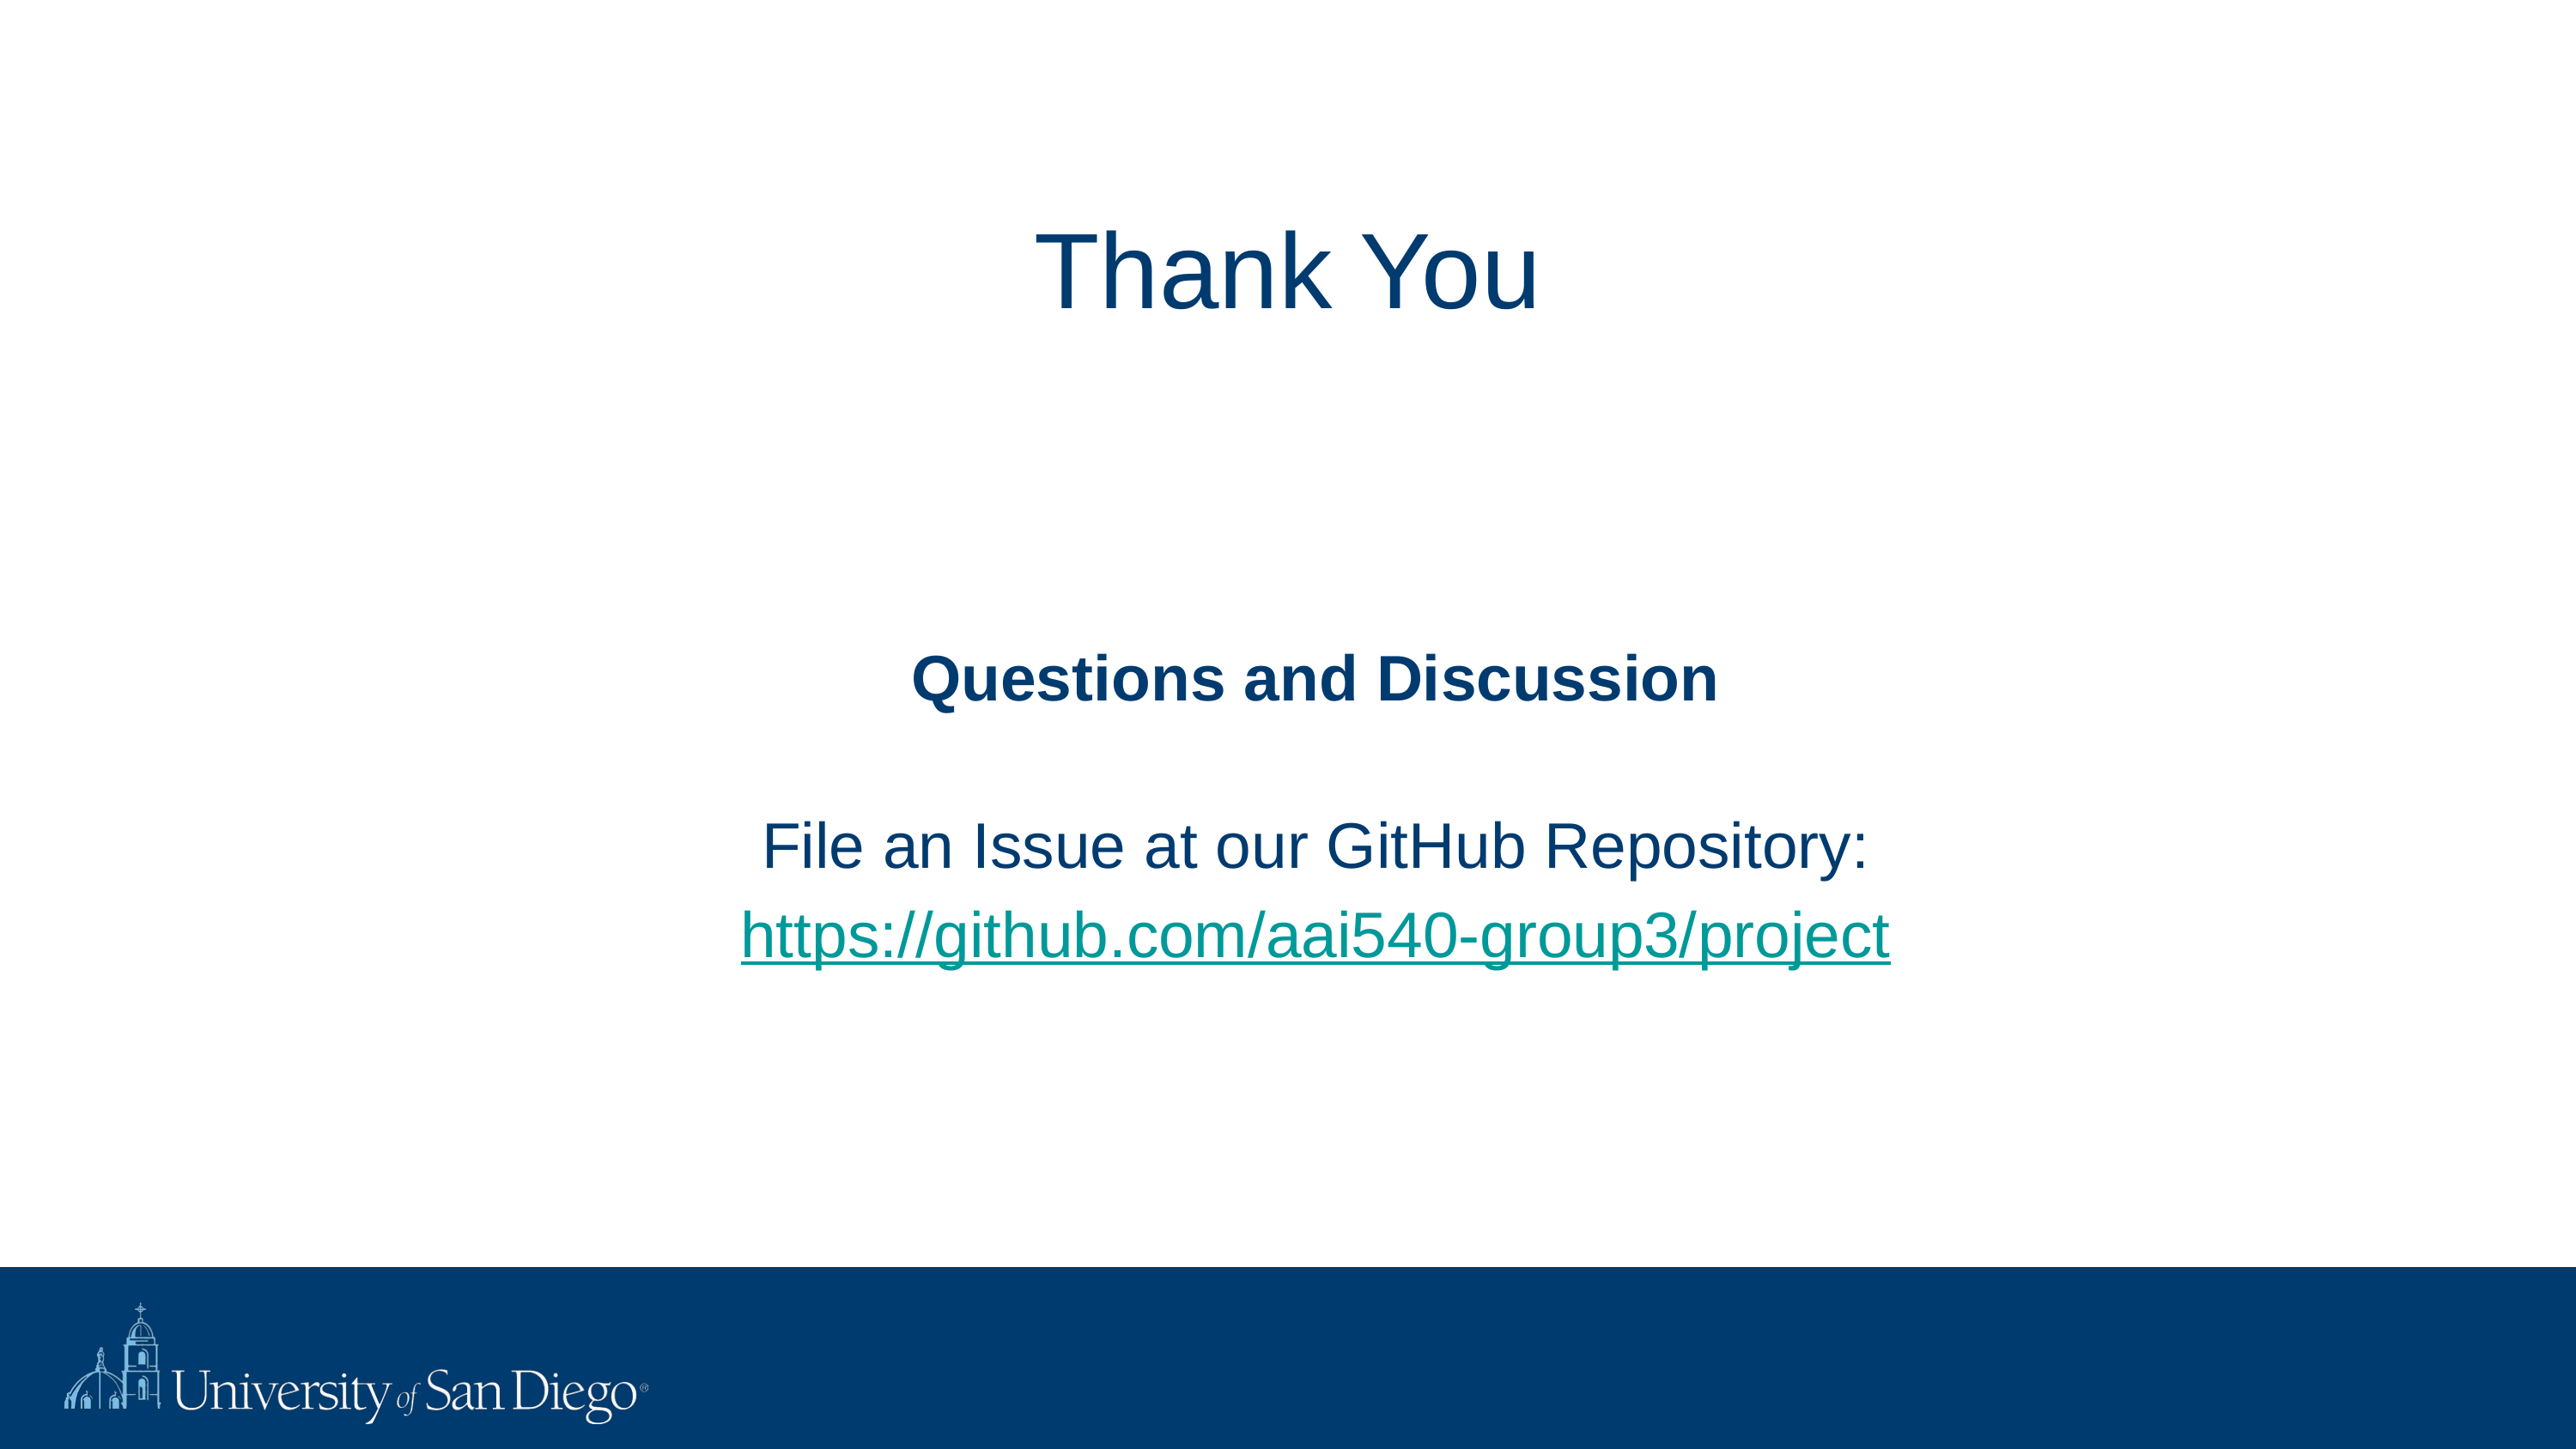 Thank You
Questions and Discussion
File an Issue at our GitHub Repository:
https://github.com/aai540-group3/project
University of San Diego®